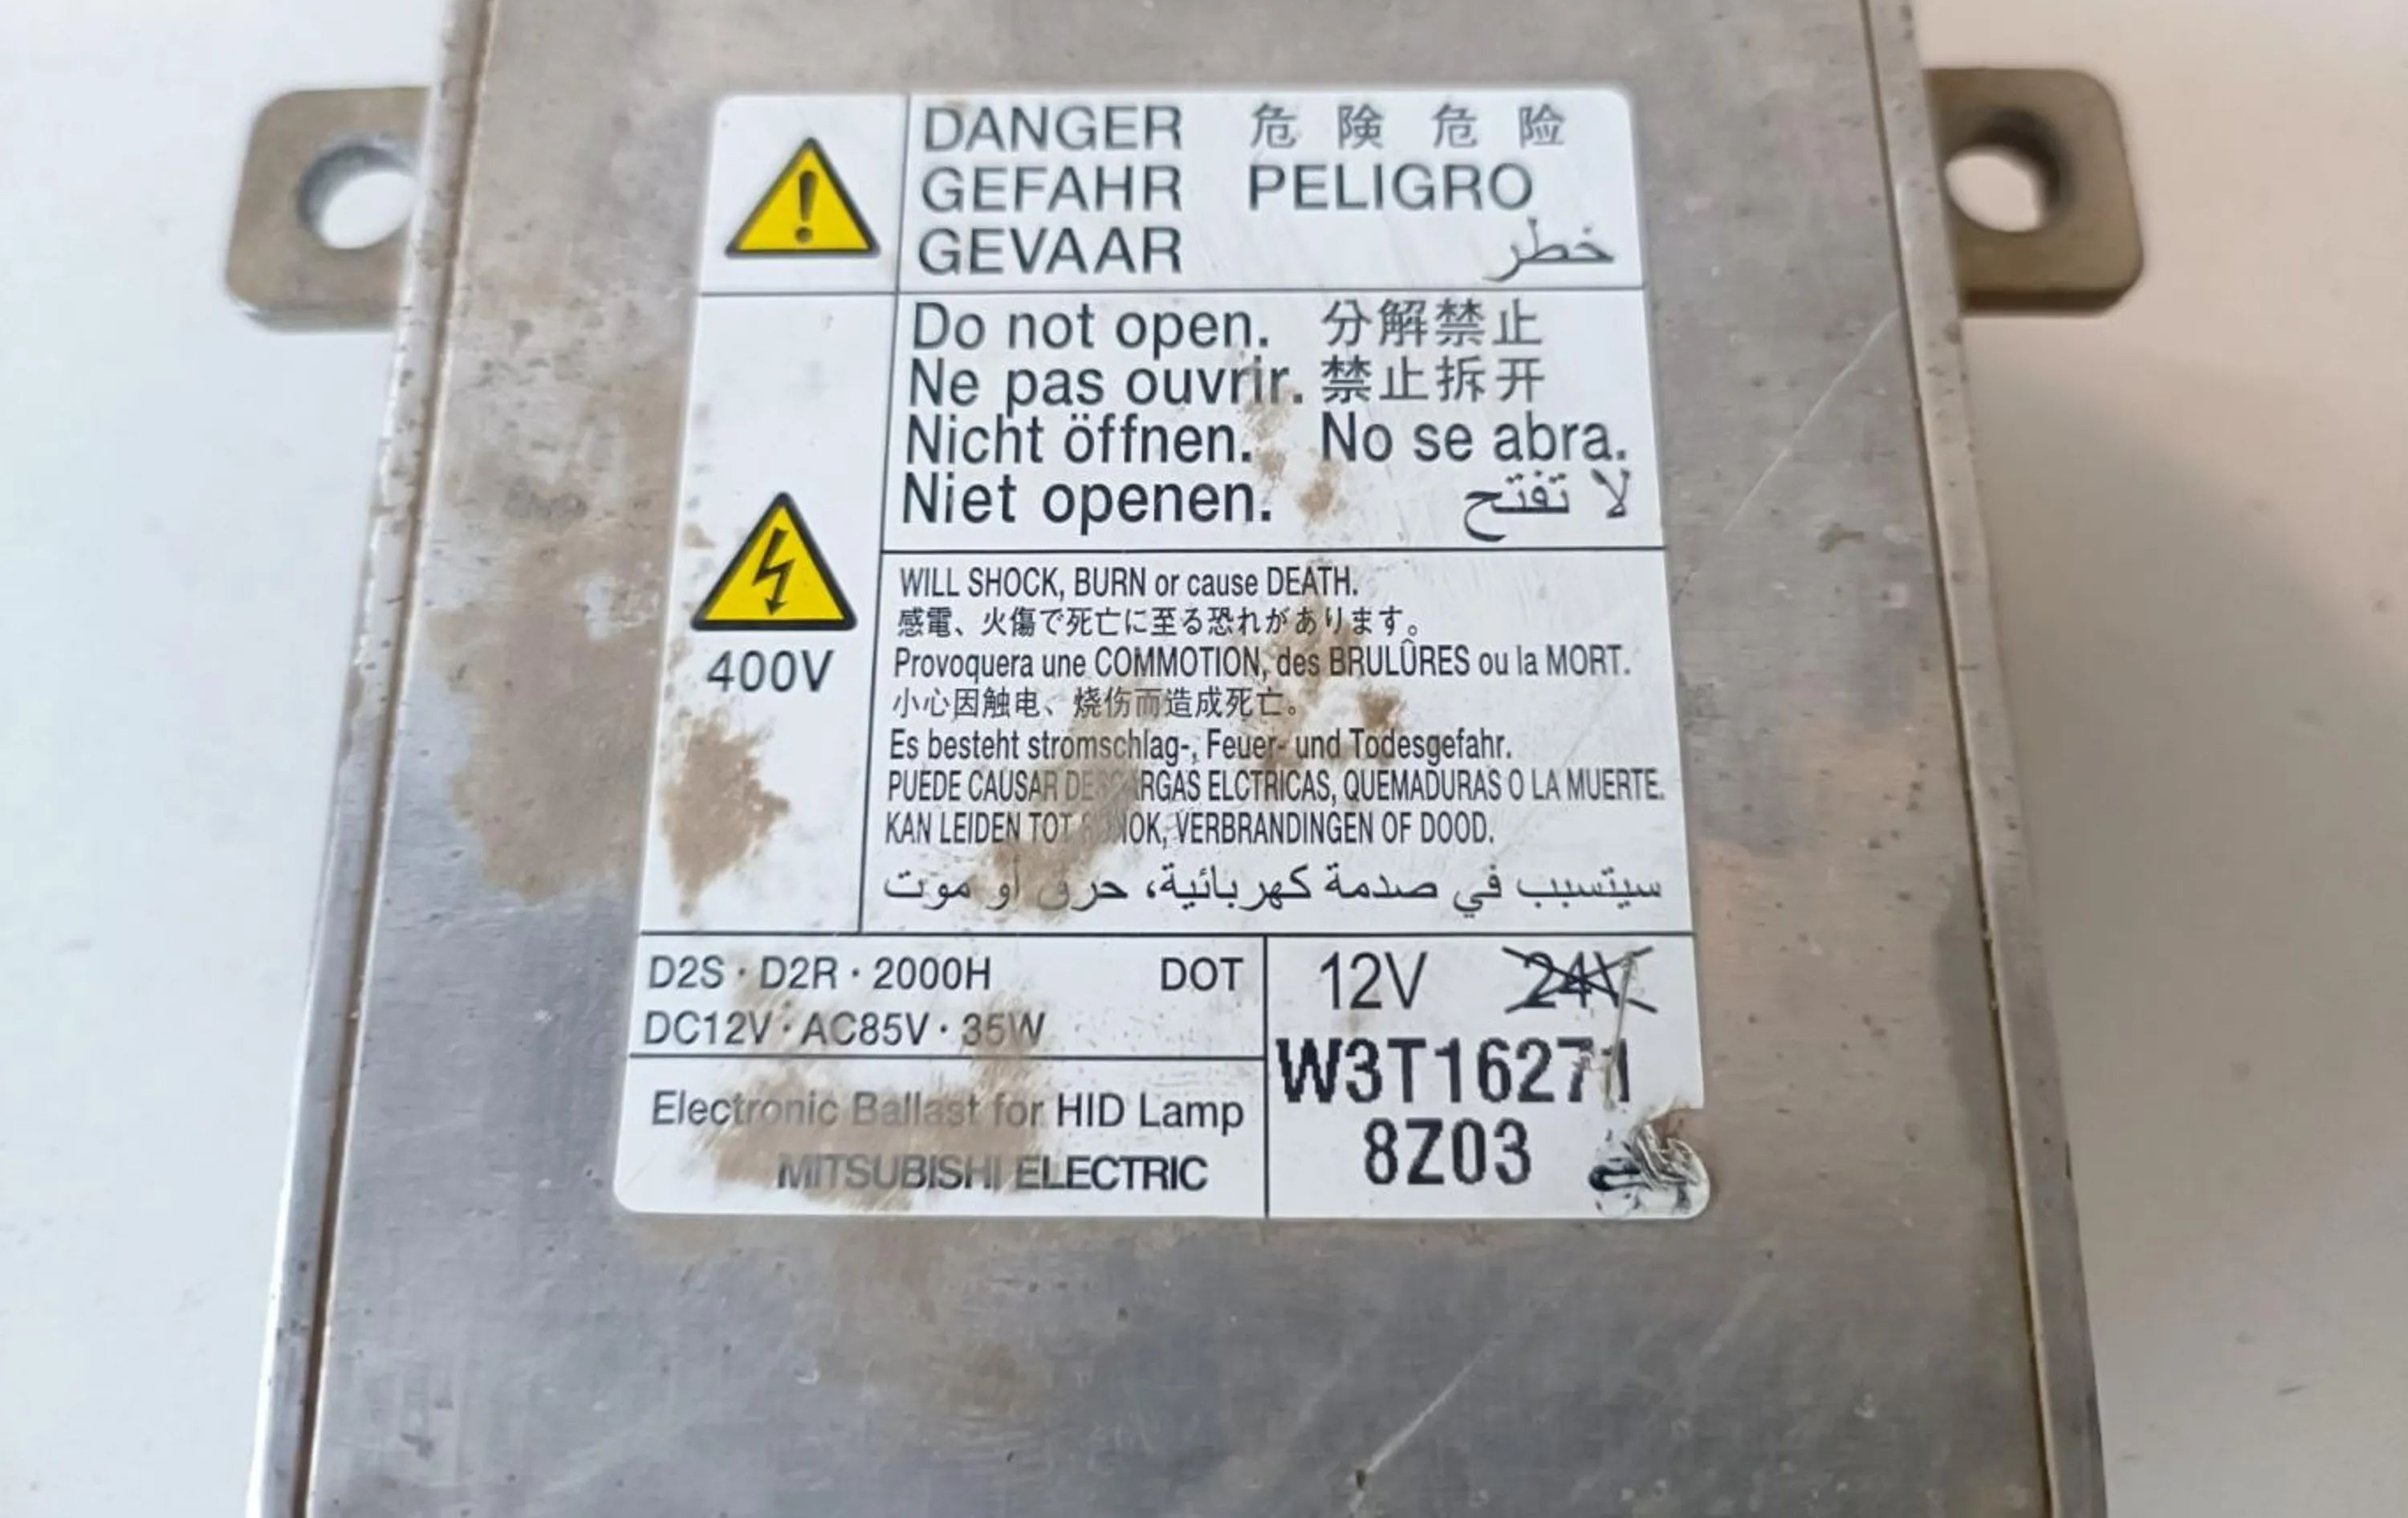 DANGER 危険 危险
GEFAHR PELIGRO
GEVAAR خطر
Do not open. 分解禁止
Ne pas ouvrir. 禁止拆开
Nicht öffnen. No se abra.
Niet openen. لا تفتح
400V
WILL SHOCK, BURN or cause DEATH.
感電、火傷で死亡に至る恐れがあります。
Provoquera une COMMOTION, des BRULÛRES ou la MORT.
小心因触电、烧伤而造成死亡。
Es besteht stromschlag-, Feuer- und Todesgefahr.
PUEDE CAUSAR DESCARGAS ELCTRICAS, QUEMADURAS O LA MUERTE.
KAN LEIDEN TOT VERBRANDINGEN OF DOOD.
سيتسبب في صدمة كهربائية، حرق أو موت
D2S · D2R · 2000H DOT
DC12V · AC85V · 35W
Electronic Ballast for HID Lamp
MITSUBISHI ELECTRIC
12V 24V
W3T16271
8Z03